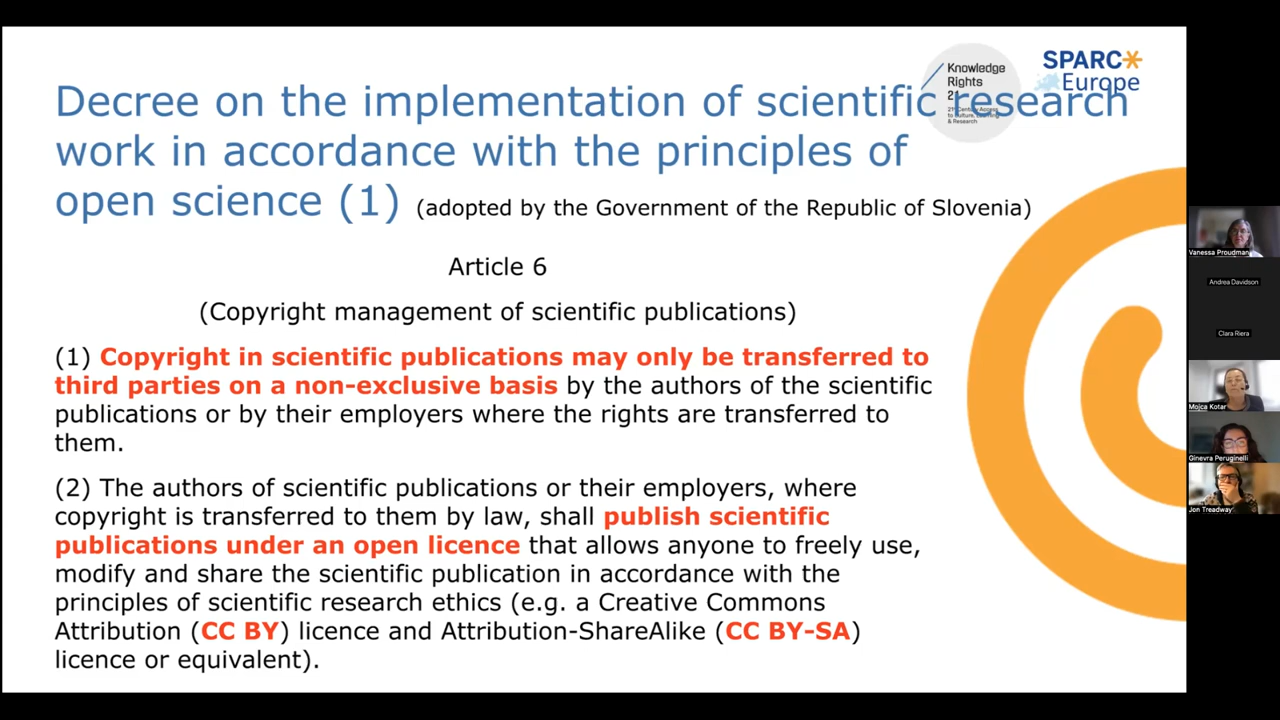 Knowledge
Rights
21
21st Century Access
to Culture, Learning
& Research
SPARC
Europe
Decree on the implementation of scientific research
work in accordance with the principles of
open science (1) (adopted by the Government of the Republic of Slovenia)
Article 6
(Copyright management of scientific publications)
(1) Copyright in scientific publications may only be transferred to
third parties on a non-exclusive basis by the authors of the scientific
publications or by their employers where the rights are transferred to
them.
(2) The authors of scientific publications or their employers, where
copyright is transferred to them by law, shall publish scientific
publications under an open licence that allows anyone to freely use,
modify and share the scientific publication in accordance with the
principles of scientific research ethics (e.g. a Creative Commons
Attribution (CC BY) licence and Attribution-ShareAlike (CC BY-SA)
licence or equivalent).
Vanessa Proudman
Andrea Davidson
Clara Riera
Mojca Kotar
Ginevra Peruginelli
Jon Treadway